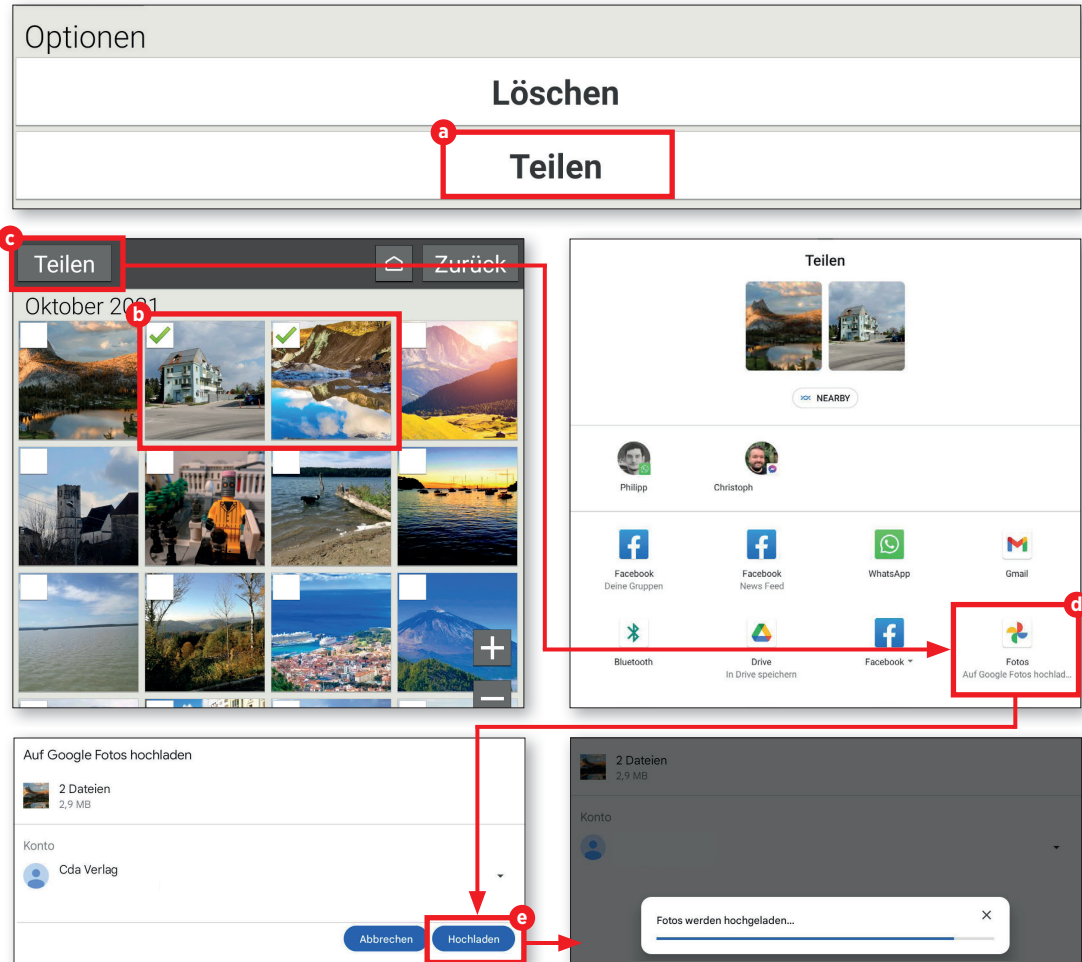 Optionen
Löschen
a
Teilen
c
Teilen
Zurück
Oktober 2021
b
Teilen
NEARBY
Philipp
Christoph
Facebook
Deine Gruppen
Facebook
News Feed
WhatsApp
Gmail
d
Bluetooth
Drive
In Drive speichern
Facebook
Fotos
Auf Google Fotos hochlad...
Auf Google Fotos hochladen
2 Dateien
2,9 MB
Konto
Cda Verlag
e
Abbrechen
Hochladen
2 Dateien
2,9 MB
Konto
Fotos werden hochgeladen...